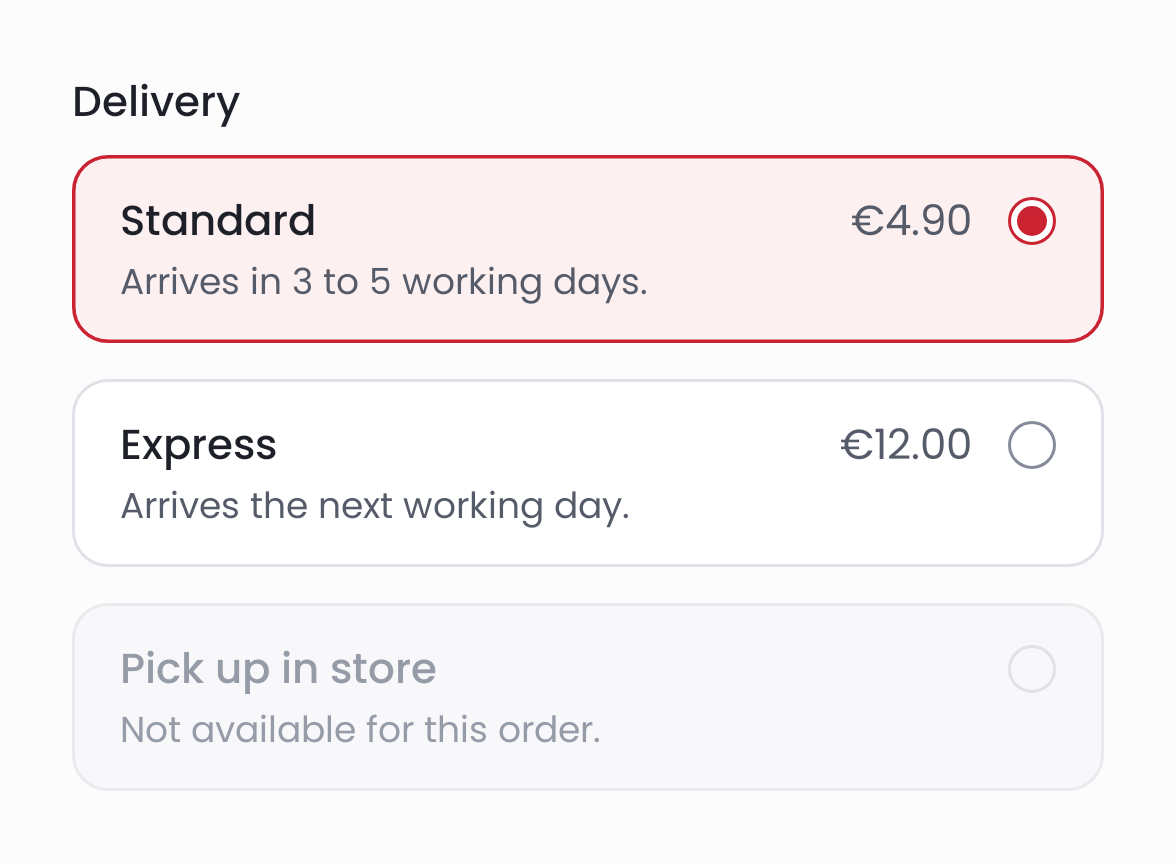 Delivery
Standard €4.90
Arrives in 3 to 5 working days.
Express €12.00
Arrives the next working day.
Pick up in store
Not available for this order.